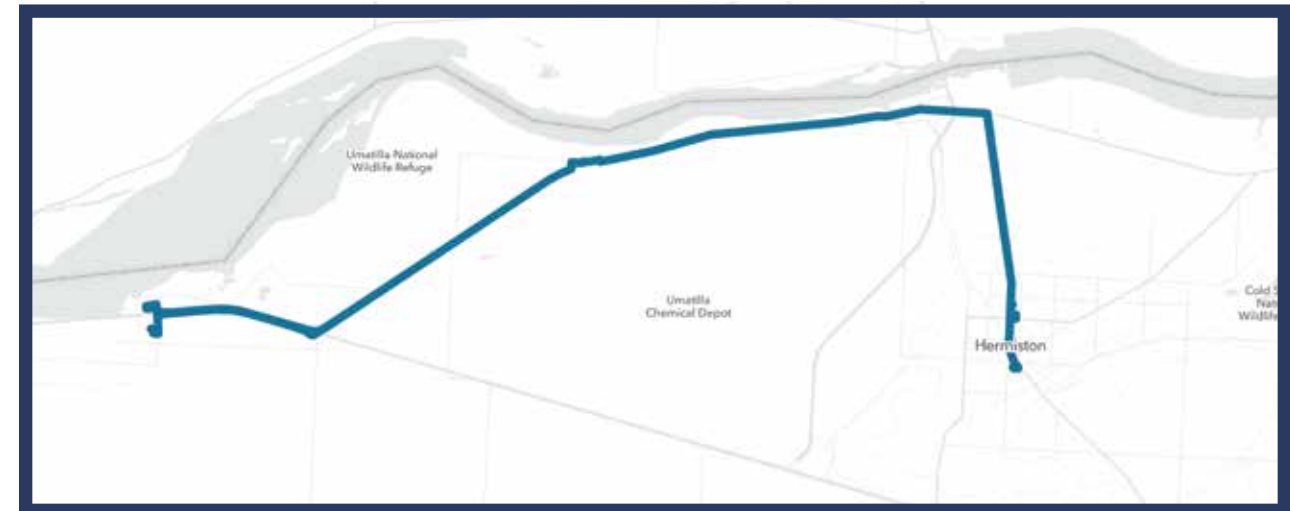 Umatilla National
Wildlife Refuge
Umatilla
Chemical Depot
Cold S
Nat
Wildlife
Hermiston